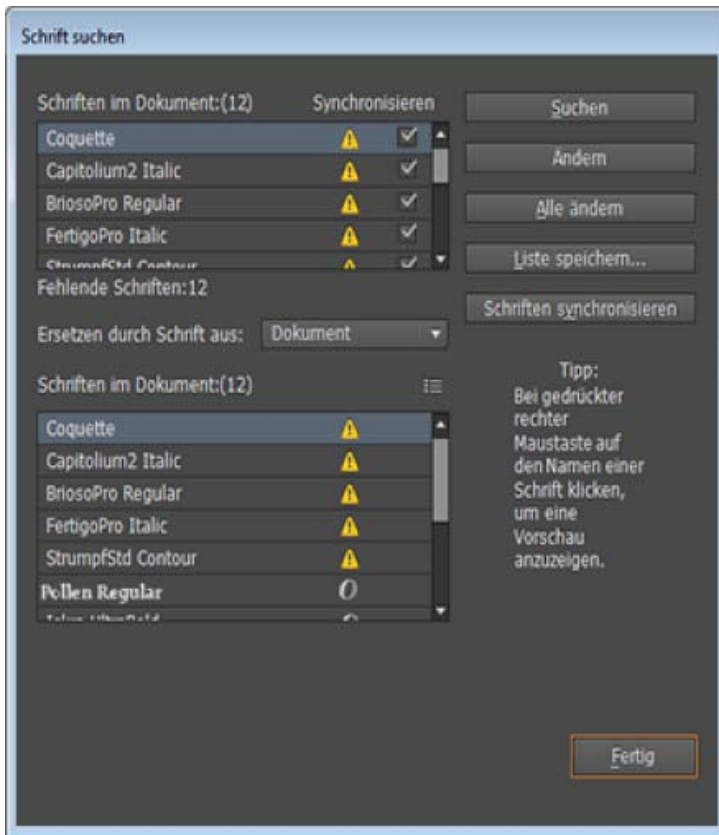 Schrift suchen
Schriften im Dokument:(12) Synchronisieren
Coquette
Capitolium2 Italic
BriosoPro Regular
FertigoPro Italic
StrumpfStd Contour
Fehlende Schriften:12
Ersetzen durch Schrift aus: Dokument
Schriften im Dokument:(12)
Coquette
Capitolium2 Italic
BriosoPro Regular
FertigoPro Italic
StrumpfStd Contour
Pollen Regular
Suchen
Ändern
Alle ändern
Liste speichern...
Schriften synchronisieren
Tipp:
Bei gedrückter
rechter
Maustaste auf
den Namen einer
Schrift klicken,
um eine
Vorschau
anzuzeigen.
Fertig